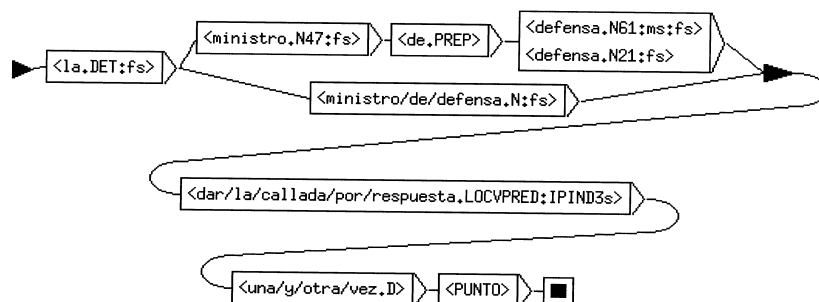 <la.DET:fs>
<ministro.N47:fs>
<de.PREP>
<defensa.N61:ms:fs>
<defensa.N21:fs>
<ministro/de/defensa.N:fs>
<dar/la/callada/por/respuesta.LOCVPRED:IPIND3s>
<una/y/otra/vez.D>
<PUNTO>